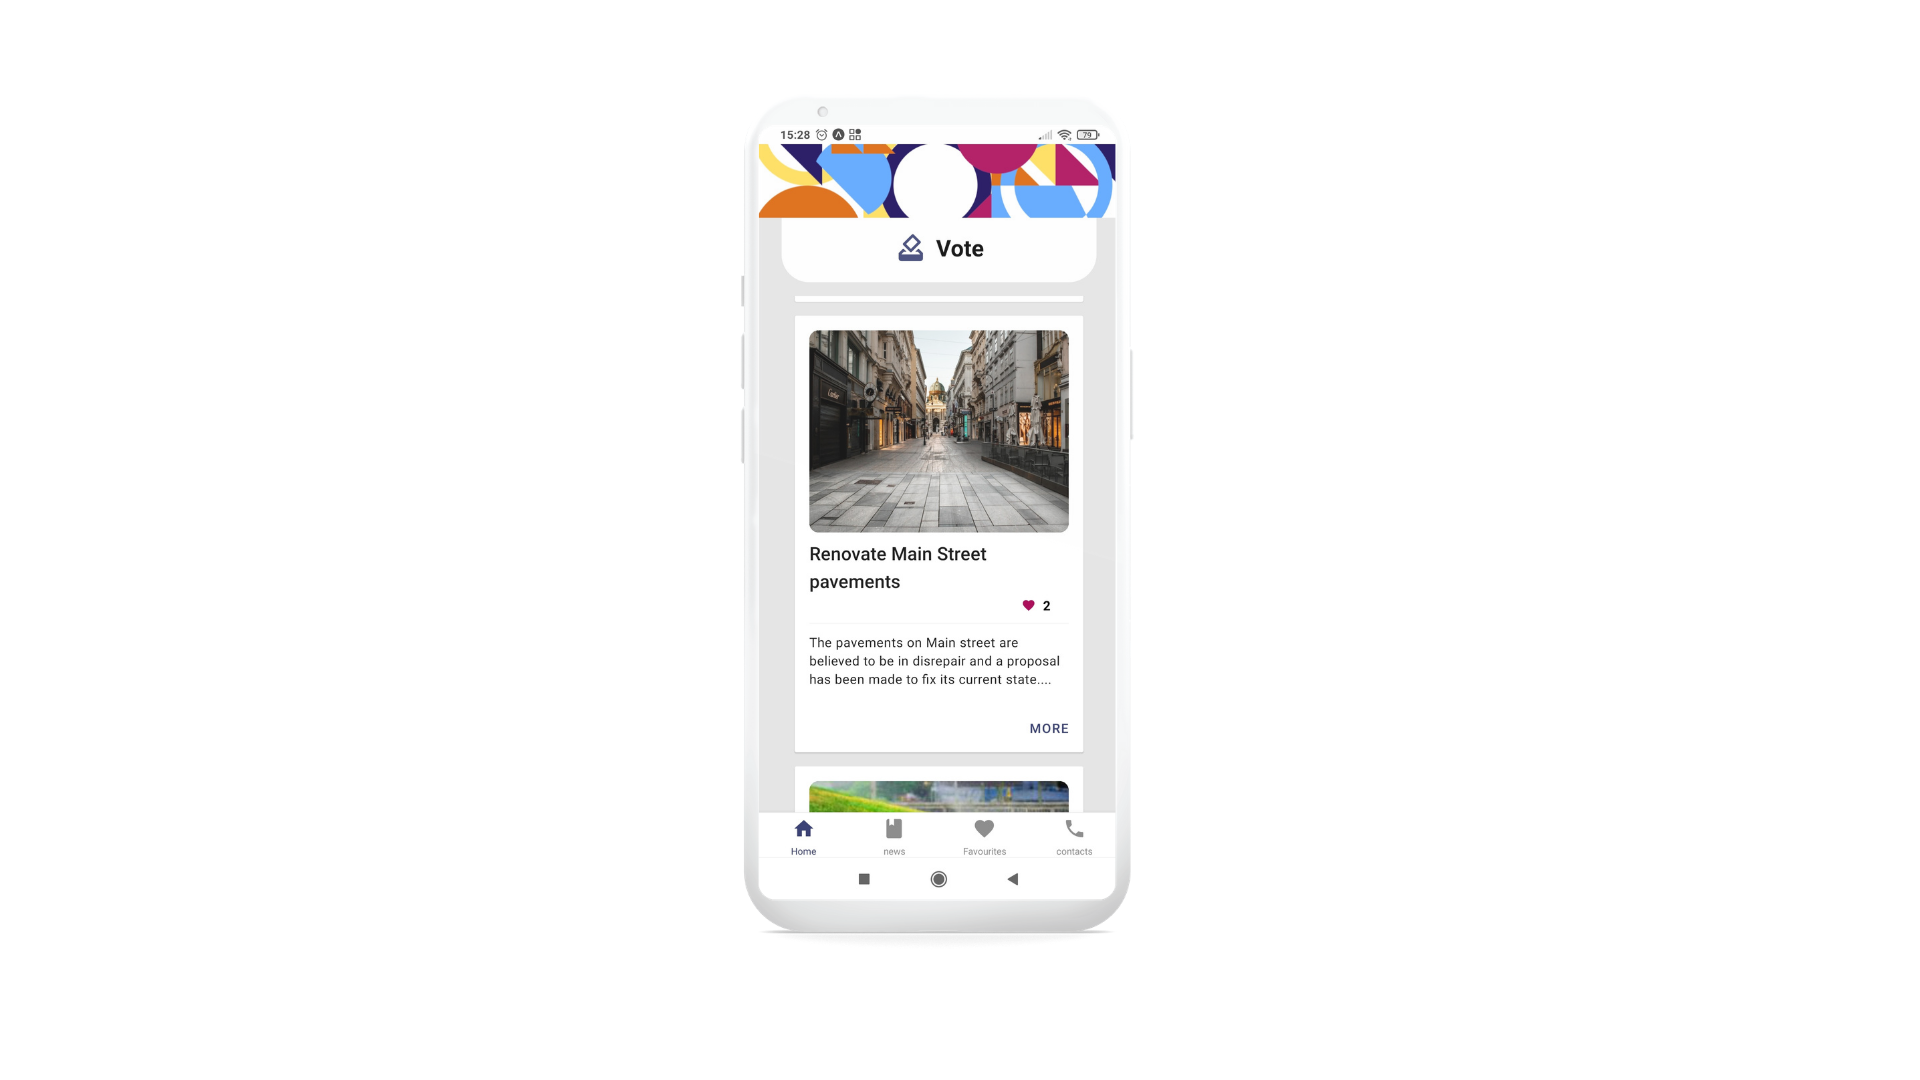 15:28
79
Vote
Renovate Main Street
pavements
2
The pavements on Main street are
believed to be in disrepair and a proposal
has been made to fix its current state....
MORE
Home
news
Favourites
contacts